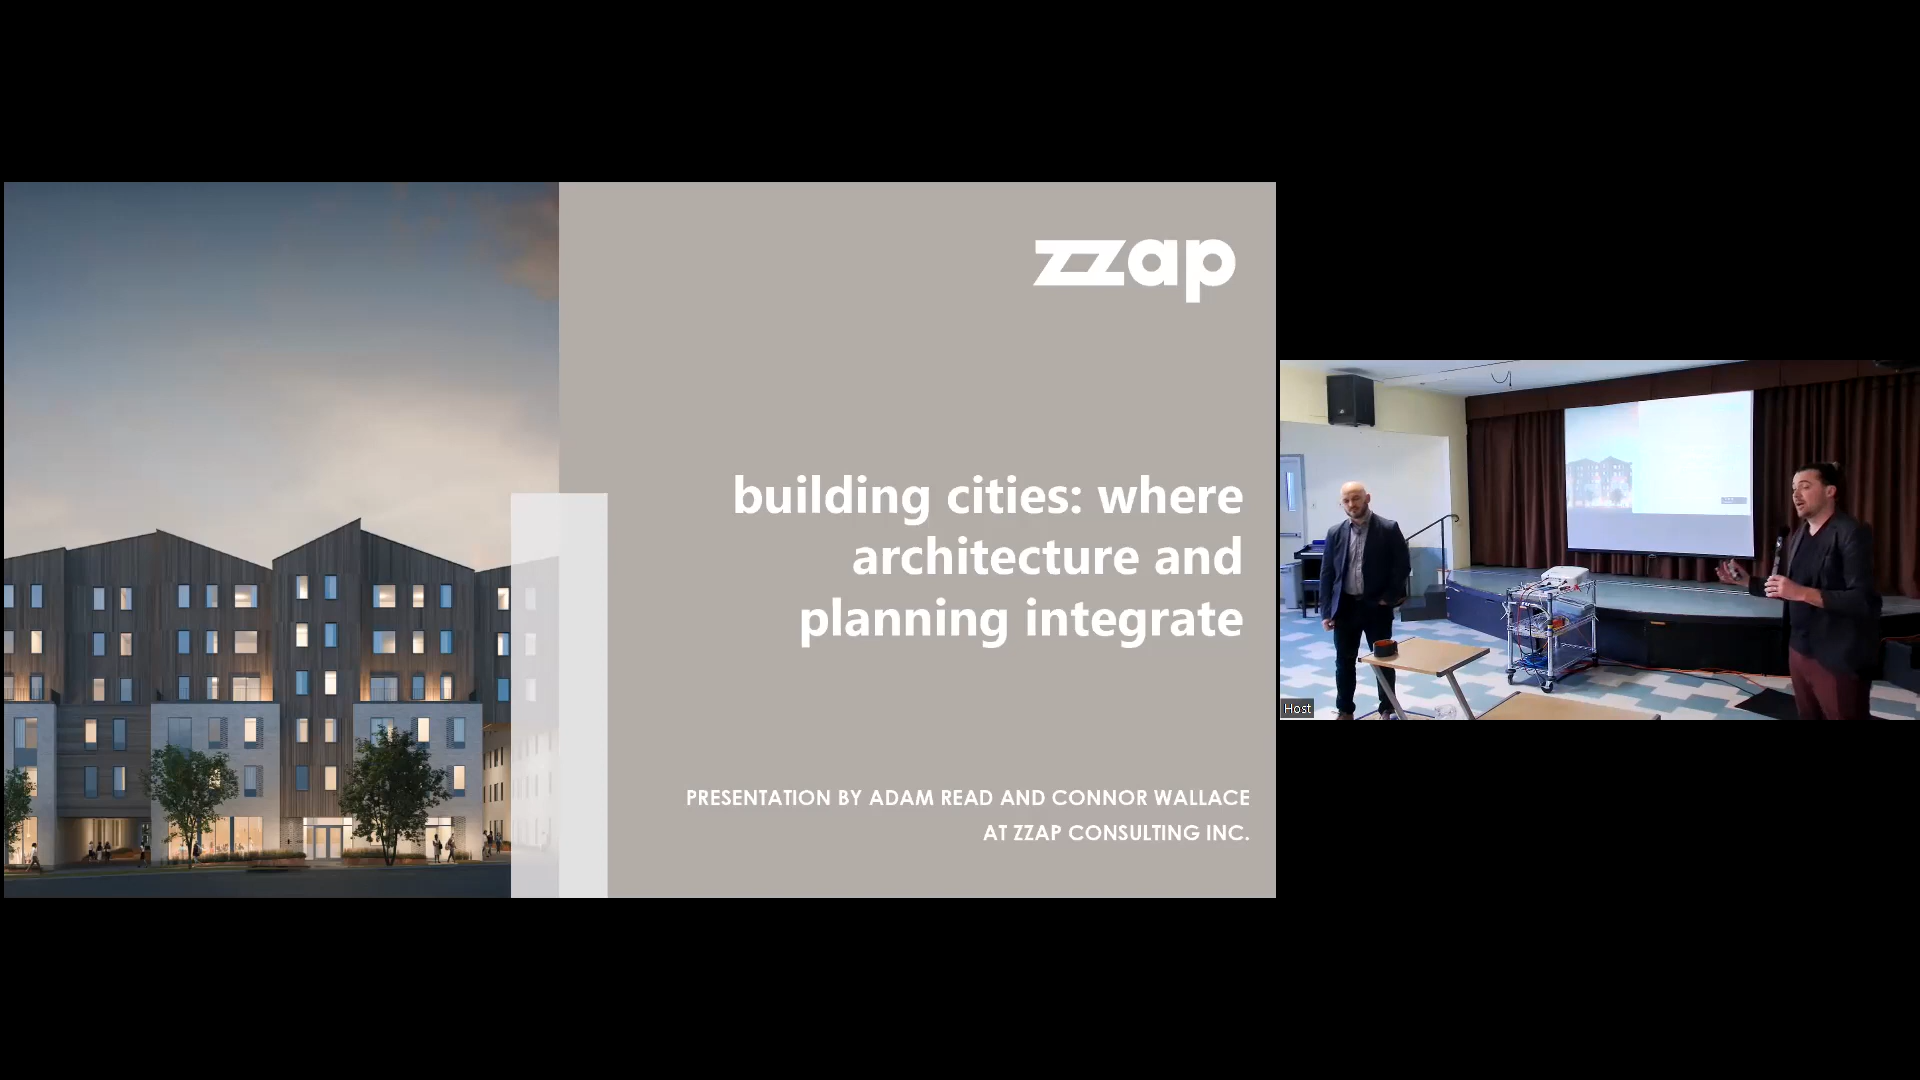 zzap
building cities: where
architecture and
planning integrate
PRESENTATION BY ADAM READ AND CONNOR WALLACE
AT ZZAP CONSULTING INC.
Host